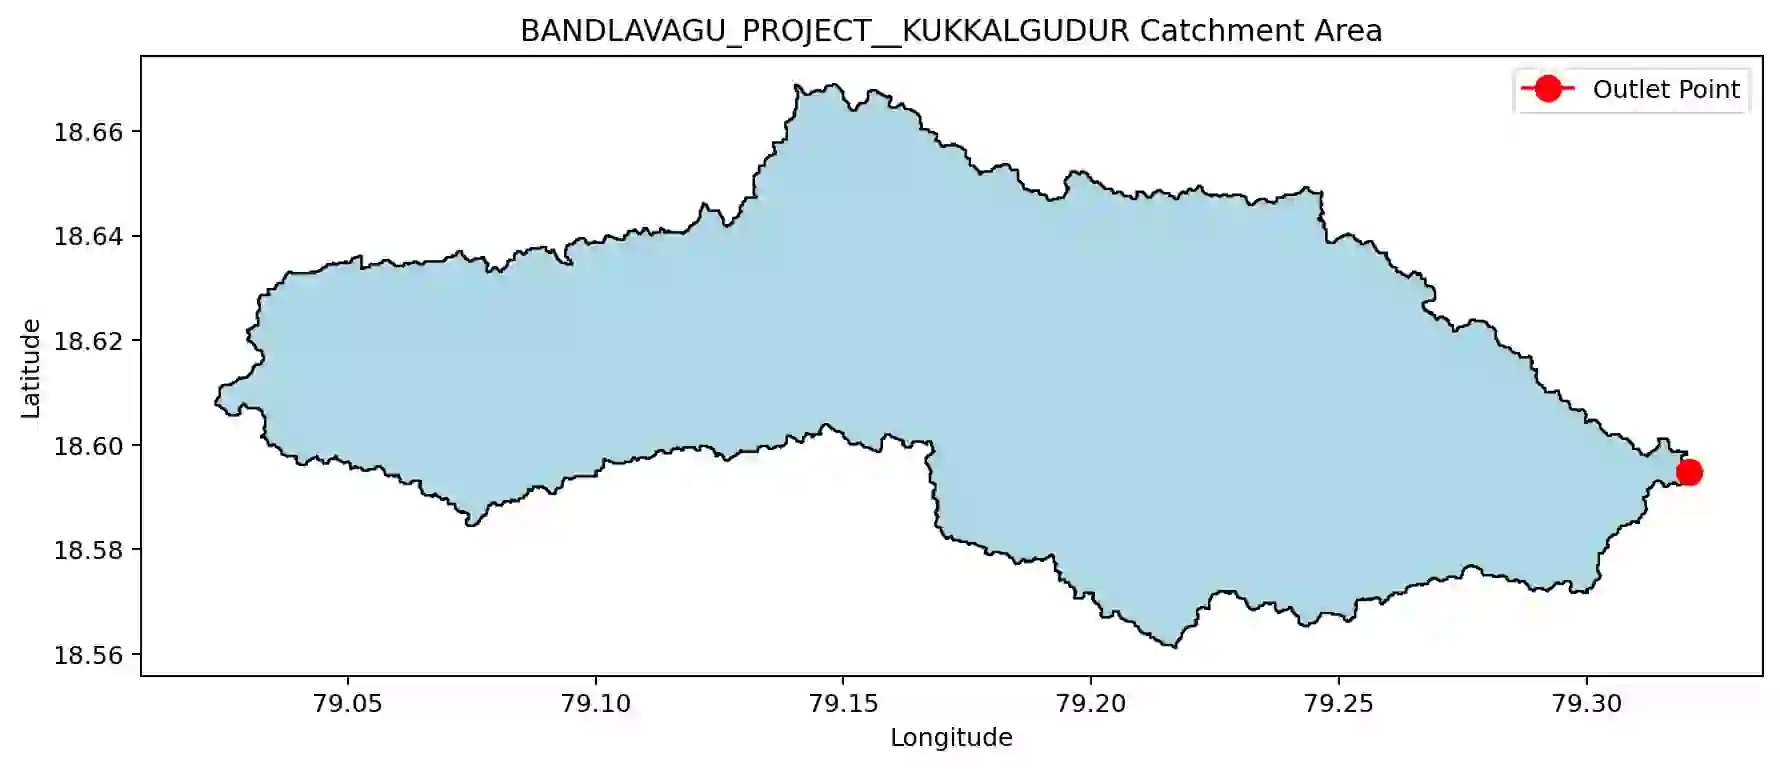 BANDLAVAGU_PROJECT__KUKKALGUDUR Catchment Area
Outlet Point
18.66
18.64
18.62
18.60
18.58
18.56
Latitude
79.05 79.10 79.15 79.20 79.25 79.30
Longitude